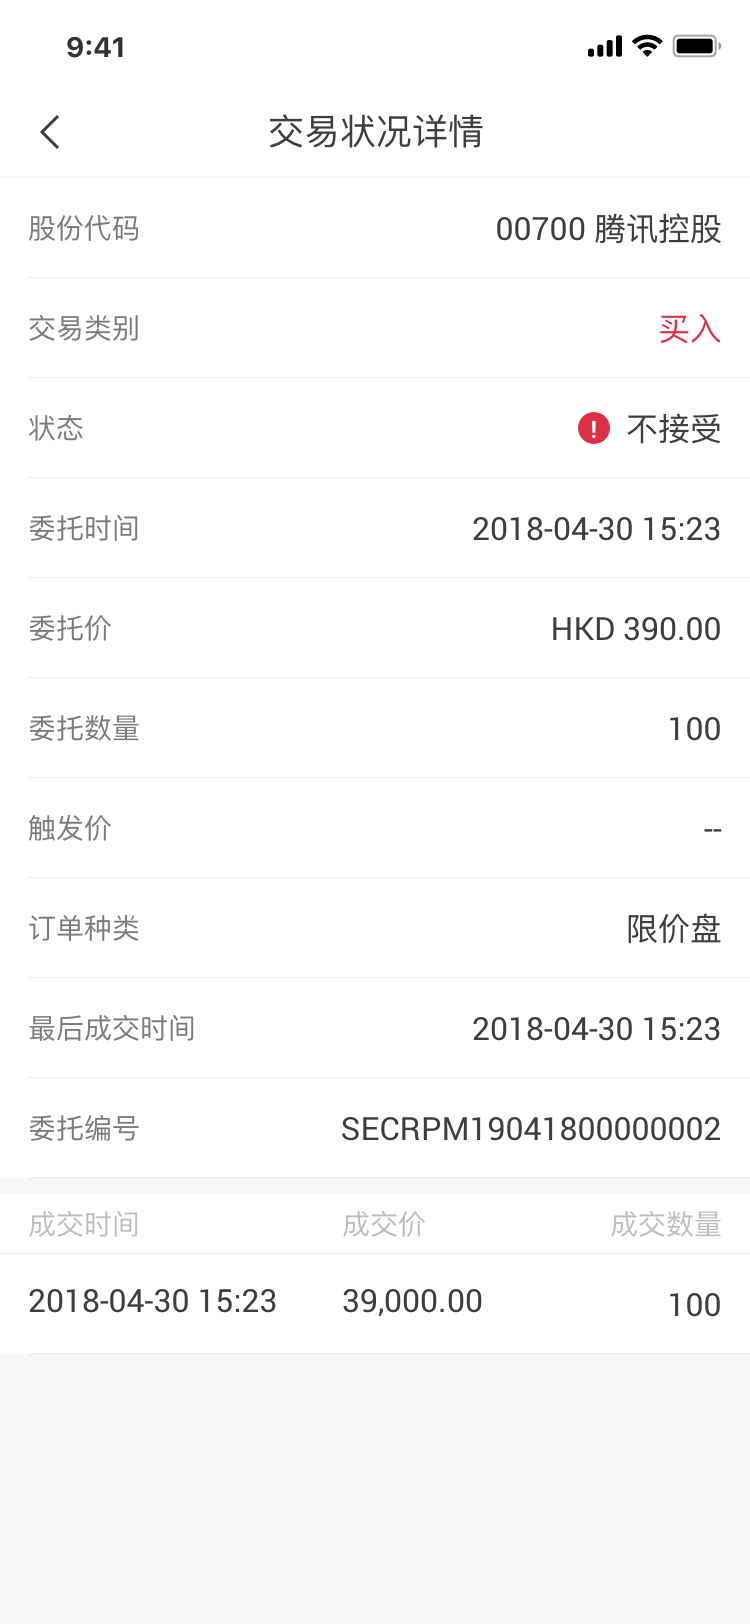 9:41
交易状况详情
股份代码 00700 腾讯控股
交易类别 买入
状态 ! 不接受
委托时间 2018-04-30 15:23
委托价 HKD 390.00
委托数量 100
触发价 --
订单种类 限价盘
最后成交时间 2018-04-30 15:23
委托编号 SECRPM19041800000002
成交时间 成交价 成交数量
2018-04-30 15:23 39,000.00 100